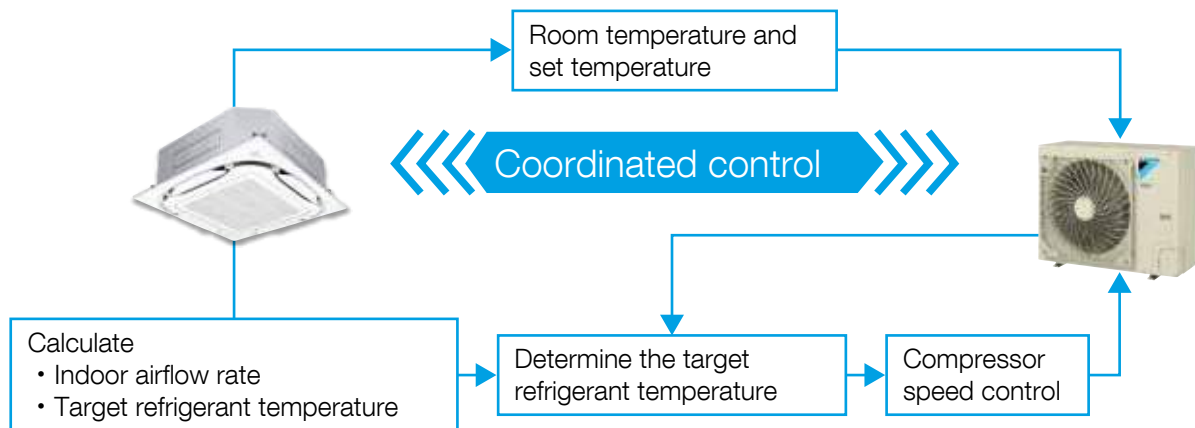 Room temperature and
set temperature
Coordinated control
Calculate
・Indoor airflow rate
・Target refrigerant temperature
Determine the target
refrigerant temperature
Compressor
speed control